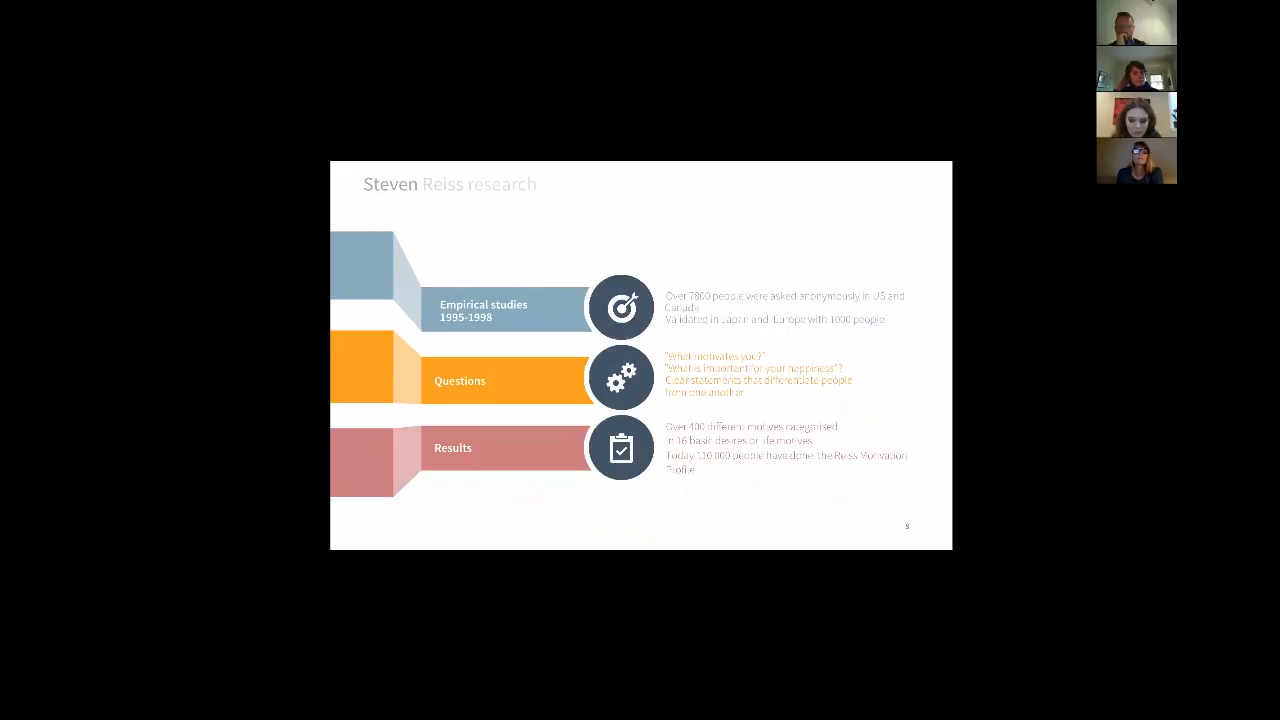 Steven Reiss research
Empirical studies
1995-1998
Over 7800 people were asked anonymously in US and
Canada
Validated in Japan and Europe with 1000 people
Questions
"What motivates you?"
"What is important for your happiness"?
Clear statements that differentiate people
from one another
Results
Over 400 different motives categorised
in 16 basic desires or life motives
Today 110 000 people have done the Reiss Motivation
Profile